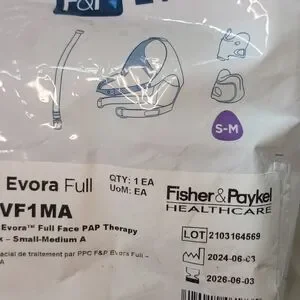 F&P
S-M
Evora Full
QTY: 1 EA
UoM: EA
VF1MA
Evora™ Full Face PAP Therapy
– Small-Medium A
cial de traitement par PPC F&P Evora Full –
Fisher&Paykel
HEALTHCARE
LOT 2103164569
2024-06-03
2026-06-03